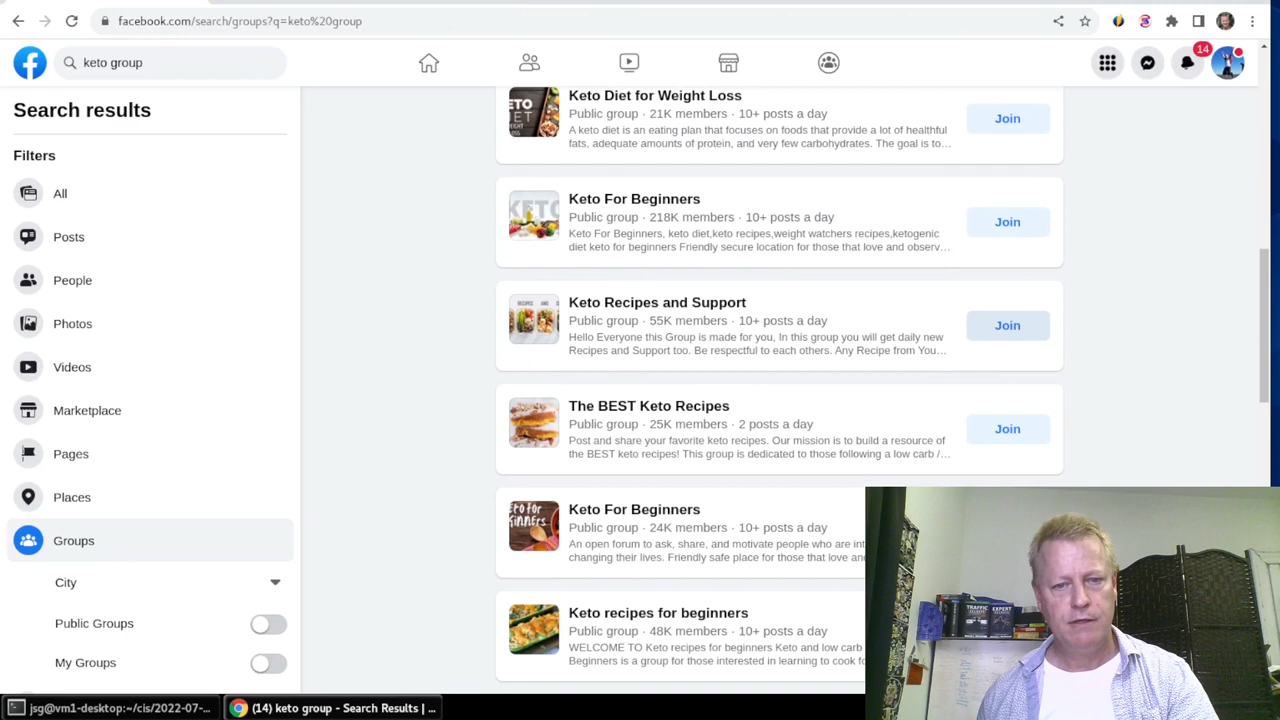 facebook.com/search/groups?q=keto%20group
keto group
14
Search results
Filters
All
Posts
People
Photos
Videos
Marketplace
Pages
Places
Groups
City
Public Groups
My Groups
Keto Diet for Weight Loss
Public group · 21K members · 10+ posts a day
A keto diet is an eating plan that focuses on foods that provide a lot of healthful
fats, adequate amounts of protein, and very few carbohydrates. The goal is to…
Join
KETO
Keto For Beginners
Public group · 218K members · 10+ posts a day
Keto For Beginners, keto diet,keto recipes,weight watchers recipes,ketogenic
diet keto for beginners Friendly secure location for those that love and observ…
Join
Keto Recipes and Support
Public group · 55K members · 10+ posts a day
Hello Everyone this Group is made for you, In this group you will get daily new
Recipes and Support too. Be respectful to each others. Any Recipe from You…
Join
The BEST Keto Recipes
Public group · 25K members · 2 posts a day
Post and share your favorite keto recipes. Our mission is to build a resource of
the BEST keto recipes! This group is dedicated to those following a low carb /…
Join
Keto For Beginners
Public group · 24K members · 10+ posts a day
An open forum to ask, share, and motivate people who are int
changing their lives. Friendly safe place for those that love an
Keto recipes for beginners
Public group · 48K members · 10+ posts a day
WELCOME TO Keto recipes for beginners Keto and low carb
Beginners is a group for those interested in learning to cook fo
TRAFFIC
SECRETS
EXPERT
SECRETS
jsg@vm1-desktop:~/cis/2022-07-...
(14) keto group - Search Results | ...